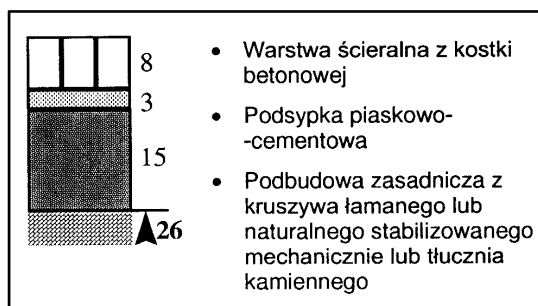 8
3
15
26
• Warstwa ścieralna z kostki
betonowej
• Podsypka piaskowo-
-cementowa
• Podbudowa zasadnicza z
kruszywa łamanego lub
naturalnego stabilizowanego
mechanicznie lub tłucznia
kamiennego